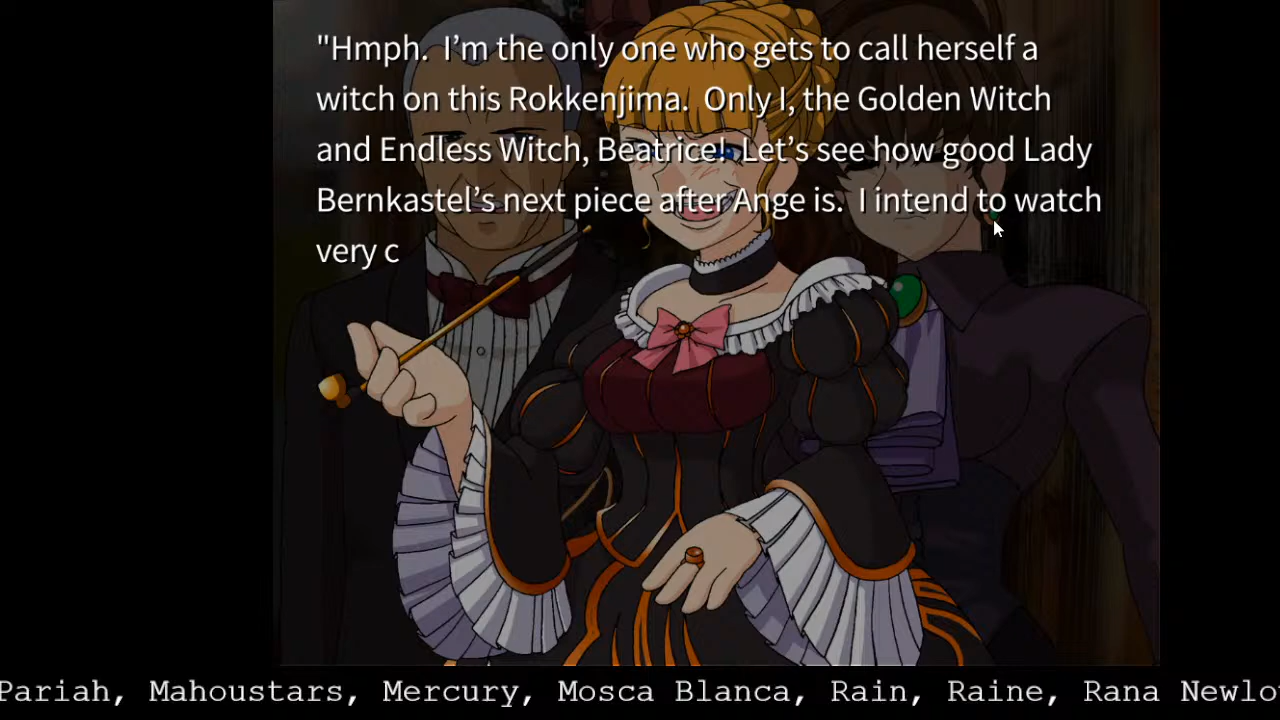 "Hmph.  I’m the only one who gets to call herself a
witch on this Rokkenjima.  Only I, the Golden Witch
and Endless Witch, Beatrice!  Let’s see how good Lady
Bernkastel’s next piece after Ange is.  I intend to watch
very c
Pariah, Mahoustars, Mercury, Mosca Blanca, Rain, Raine, Rana Newlo